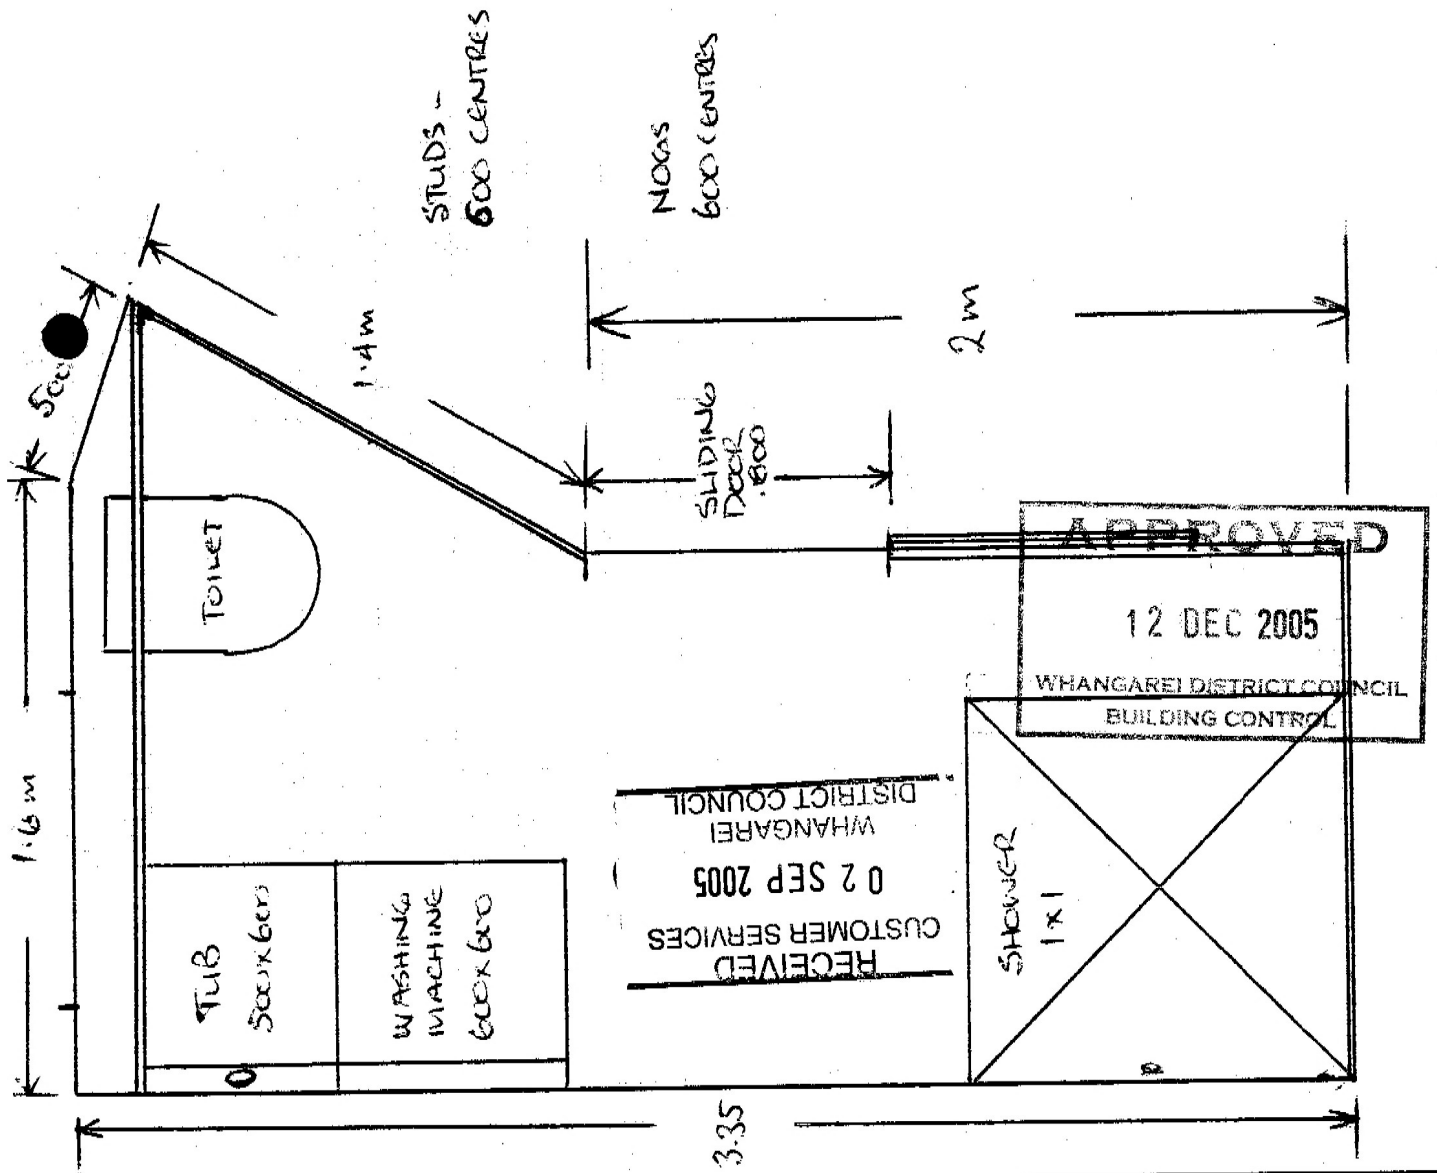 STUDS -
600 CENTRES
NOGS
600 CENTRES
500
1.4m
2m
SLIDING
DOOR
.800
TOILET
1.6m
TUB
500x600
WASHING
MACHINE
600x600
SHOWER
1x1
3.35
APPROVED
12 DEC 2005
WHANGAREI DISTRICT COUNCIL
BUILDING CONTROL
RECEIVED
CUSTOMER SERVICES
02 SEP 2005
WHANGAREI
DISTRICT COUNCIL